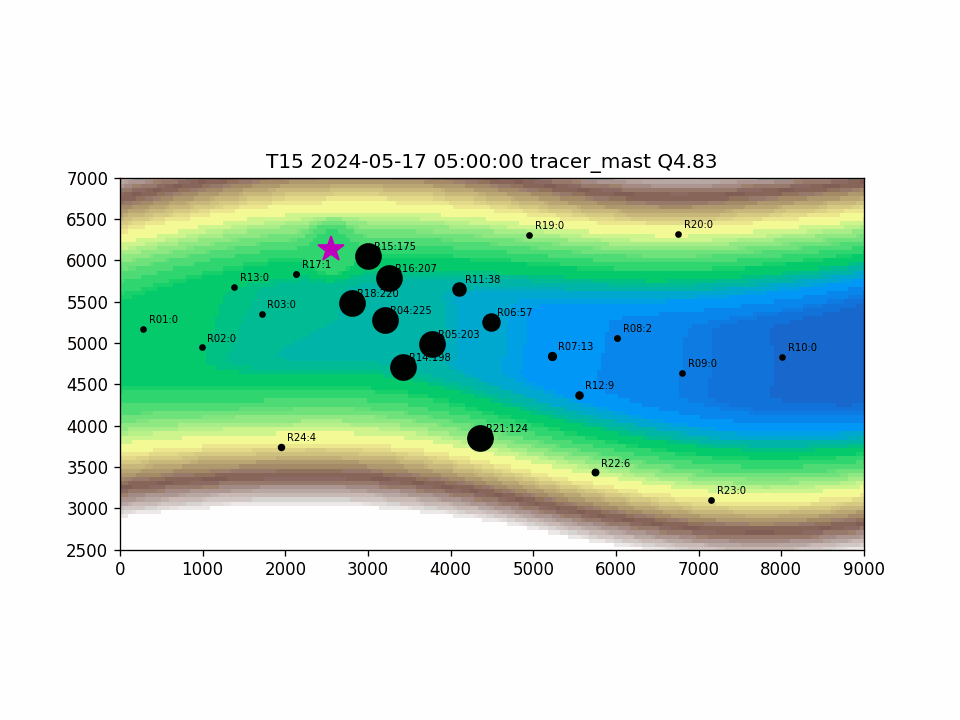 T15 2024-05-17 05:00:00 tracer_mast Q4.83
7000
6500
6000
5500
5000
4500
4000
3500
3000
2500
R19:0
R20:0
R15:175
R17:1
R16:207
R13:0
R11:38
R18:220
R03:0
R04:225
R06:57
R01:0
R08:2
R02:0
R05:203
R07:13
R10:0
R14:198
R09:0
R12:9
R21:124
R24:4
R22:6
R23:0
0 1000 2000 3000 4000 5000 6000 7000 8000 9000